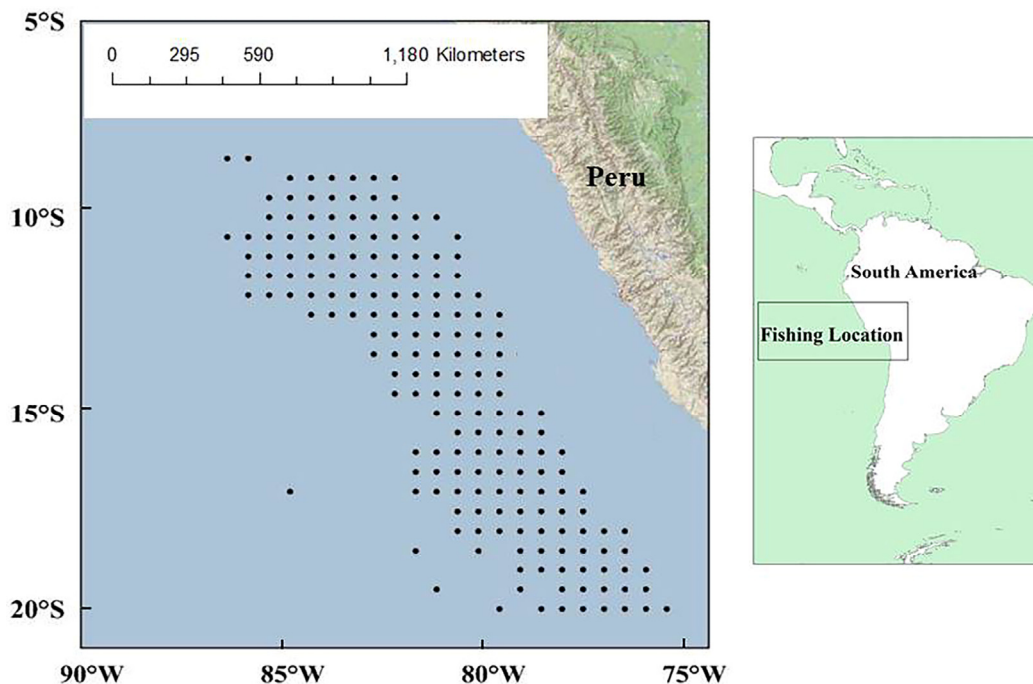 5°S
0 295 590 1,180 Kilometers
Peru
10°S
South America
Fishing Location
15°S
20°S
90°W 85°W 80°W 75°W